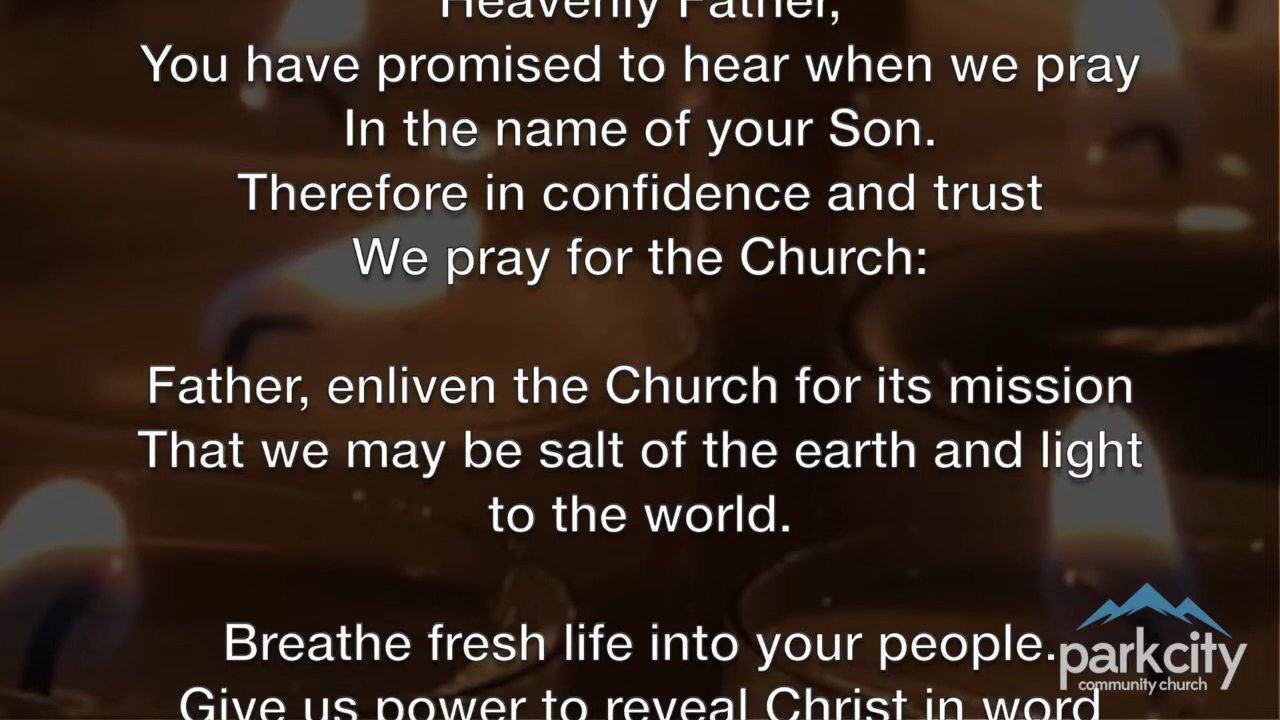 Heavenly Father,
You have promised to hear when we pray
In the name of your Son.
Therefore in confidence and trust
We pray for the Church:
Father, enliven the Church for its mission
That we may be salt of the earth and light
to the world.
Breathe fresh life into your people.
Give us power to reveal Christ in word
parkcity
community church